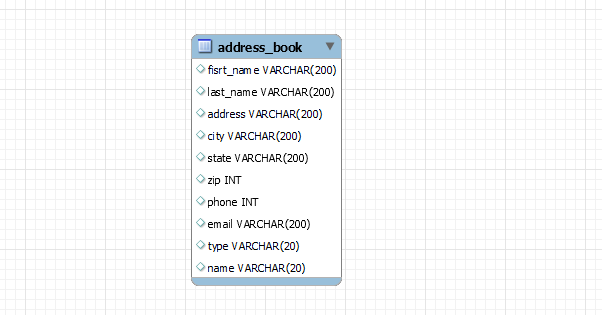 address_book
fisrt_name VARCHAR(200)
last_name VARCHAR(200)
address VARCHAR(200)
city VARCHAR(200)
state VARCHAR(200)
zip INT
phone INT
email VARCHAR(200)
type VARCHAR(20)
name VARCHAR(20)